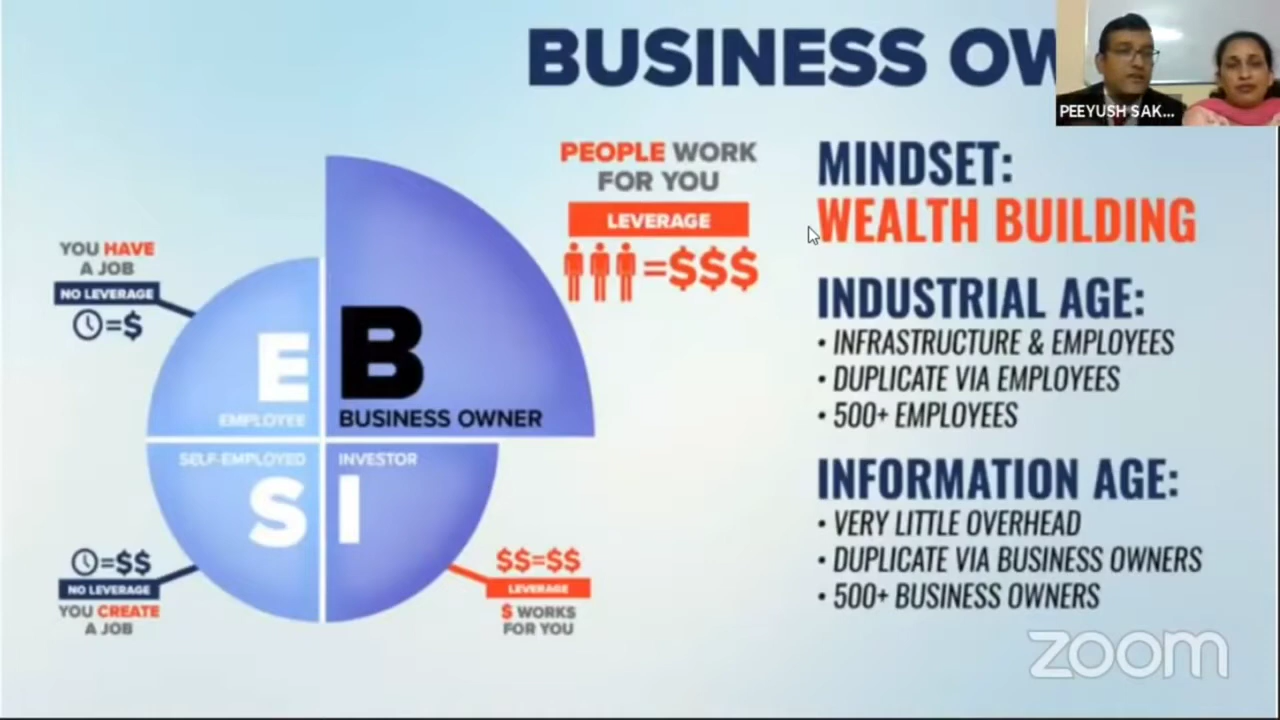 BUSINESS OW
PEEYUSH SAK...
PEOPLE WORK
FOR YOU
LEVERAGE
=$$$
MINDSET:
WEALTH BUILDING
INDUSTRIAL AGE:
• INFRASTRUCTURE & EMPLOYEES
• DUPLICATE VIA EMPLOYEES
• 500+ EMPLOYEES
INFORMATION AGE:
• VERY LITTLE OVERHEAD
• DUPLICATE VIA BUSINESS OWNERS
• 500+ BUSINESS OWNERS
YOU HAVE
A JOB
NO LEVERAGE
=$
E
EMPLOYEE
B
BUSINESS OWNER
SELF-EMPLOYED
S
INVESTOR
I
=$$
NO LEVERAGE
YOU CREATE
A JOB
$$=$$
LEVERAGE
$ WORKS
FOR YOU
zoom